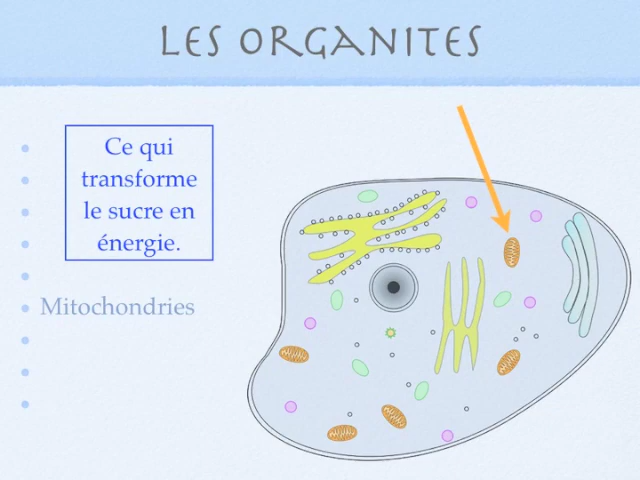 LES ORGANITES
Ce qui
transforme
le sucre en
énergie.
Mitochondries